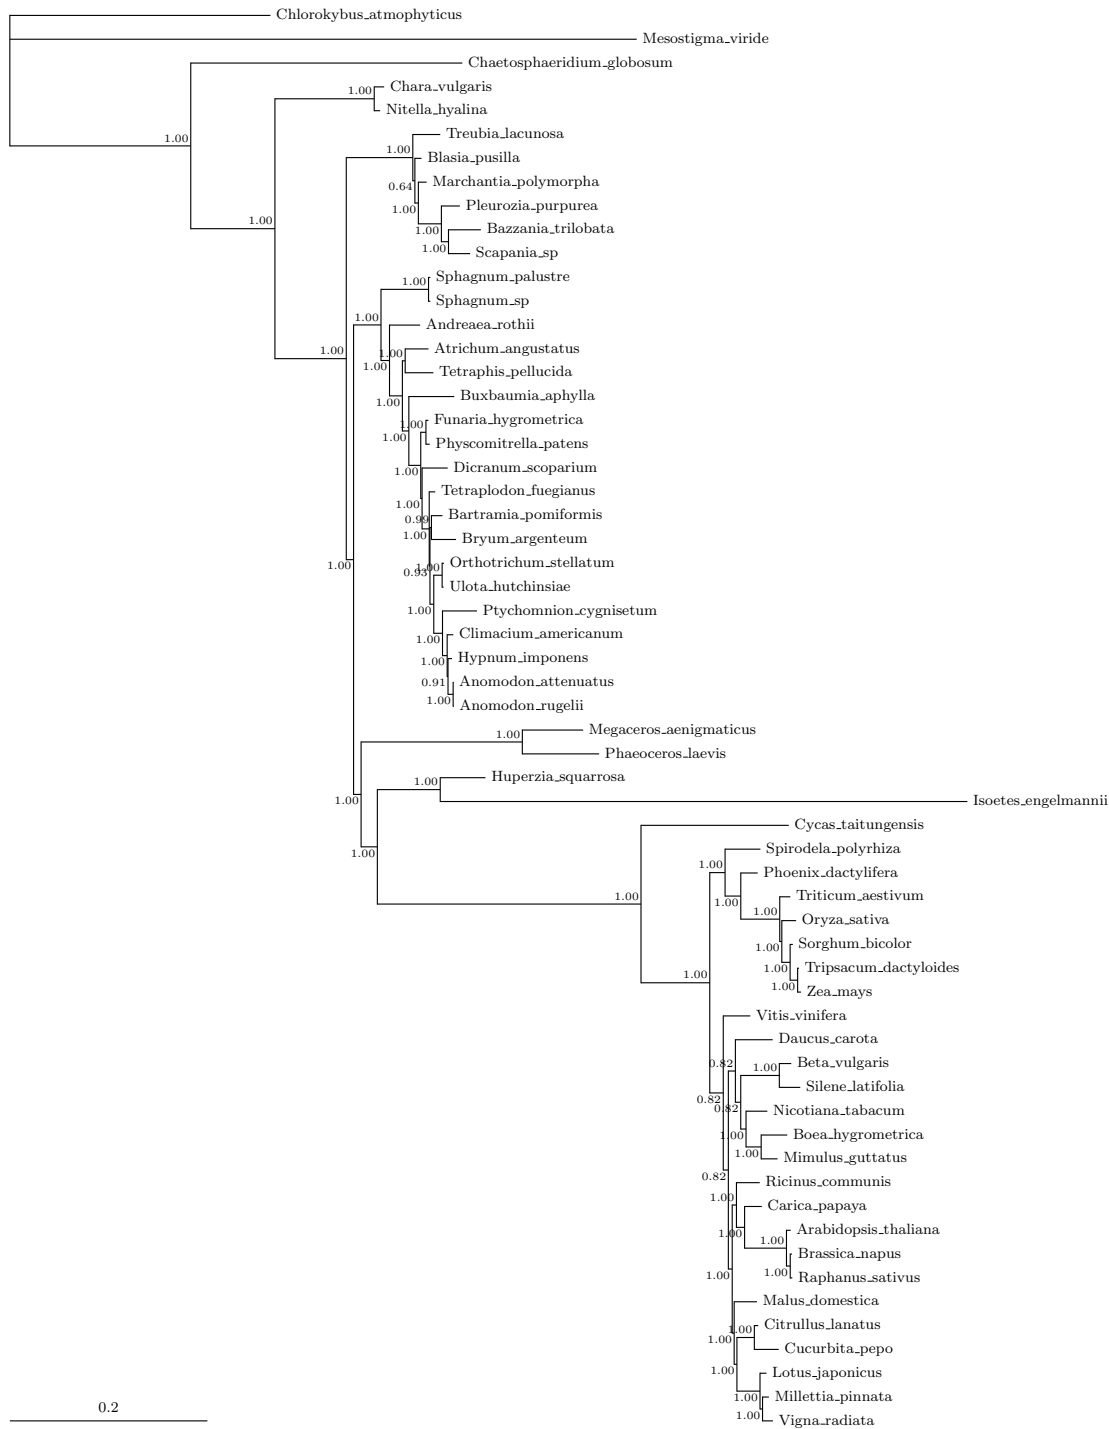 Chlorokybus_atmophyticus
Mesostigma_viride
Chaetosphaeridium_globosum
Chara_vulgaris
1.00
Nitella_hyalina
Treubia_lacunosa
1.00
1.00
Blasia_pusilla
Marchantia_polymorpha
0.64
Pleurozia_purpurea
1.00
1.00
Bazzania_trilobata
1.00
1.00
Scapania_sp
Sphagnum_palustre
1.00
Sphagnum_sp
1.00
Andreaea_rothii
Atrichum_angustatus
1.00
1.00
1.00
Tetraphis_pellucida
Buxbaumia_aphylla
1.00
Funaria_hygrometrica
1.00
1.00
Physcomitrella_patens
Dicranum_scoparium
1.00
Tetraplodon_fuegianus
1.00
Bartramia_pomiformis
0.99
1.00
Bryum_argenteum
Orthotrichum_stellatum
1.00
1.00
0.93
Ulota_hutchinsiae
Ptychomnion_cygnisetum
1.00
Climacium_americanum
1.00
Hypnum_imponens
1.00
Anomodon_attenuatus
0.91
1.00
Anomodon_rugelii
Megaceros_aenigmaticus
1.00
Phaeoceros_laevis
Huperzia_squarrosa
1.00
Isoetes_engelmannii
1.00
Cycas_taitungensis
Spirodela_polyrhiza
1.00
1.00
Phoenix_dactylifera
Triticum_aestivum
1.00
1.00
1.00
Oryza_sativa
Sorghum_bicolor
1.00
Tripsacum_dactyloides
1.00
1.00
1.00
Zea_mays
Vitis_vinifera
Daucus_carota
Beta_vulgaris
0.82
1.00
Silene_latifolia
0.82
0.82
Nicotiana_tabacum
Boea_hygrometrica
1.00
1.00
Mimulus_guttatus
0.82
Ricinus_communis
1.00
Carica_papaya
Arabidopsis_thaliana
1.00
1.00
Brassica_napus
1.00
1.00
Raphanus_sativus
Malus_domestica
Citrullus_lanatus
1.00
1.00
Cucurbita_pepo
1.00
Lotus_japonicus
Millettia_pinnata
1.00
0.2
1.00
Vigna_radiata